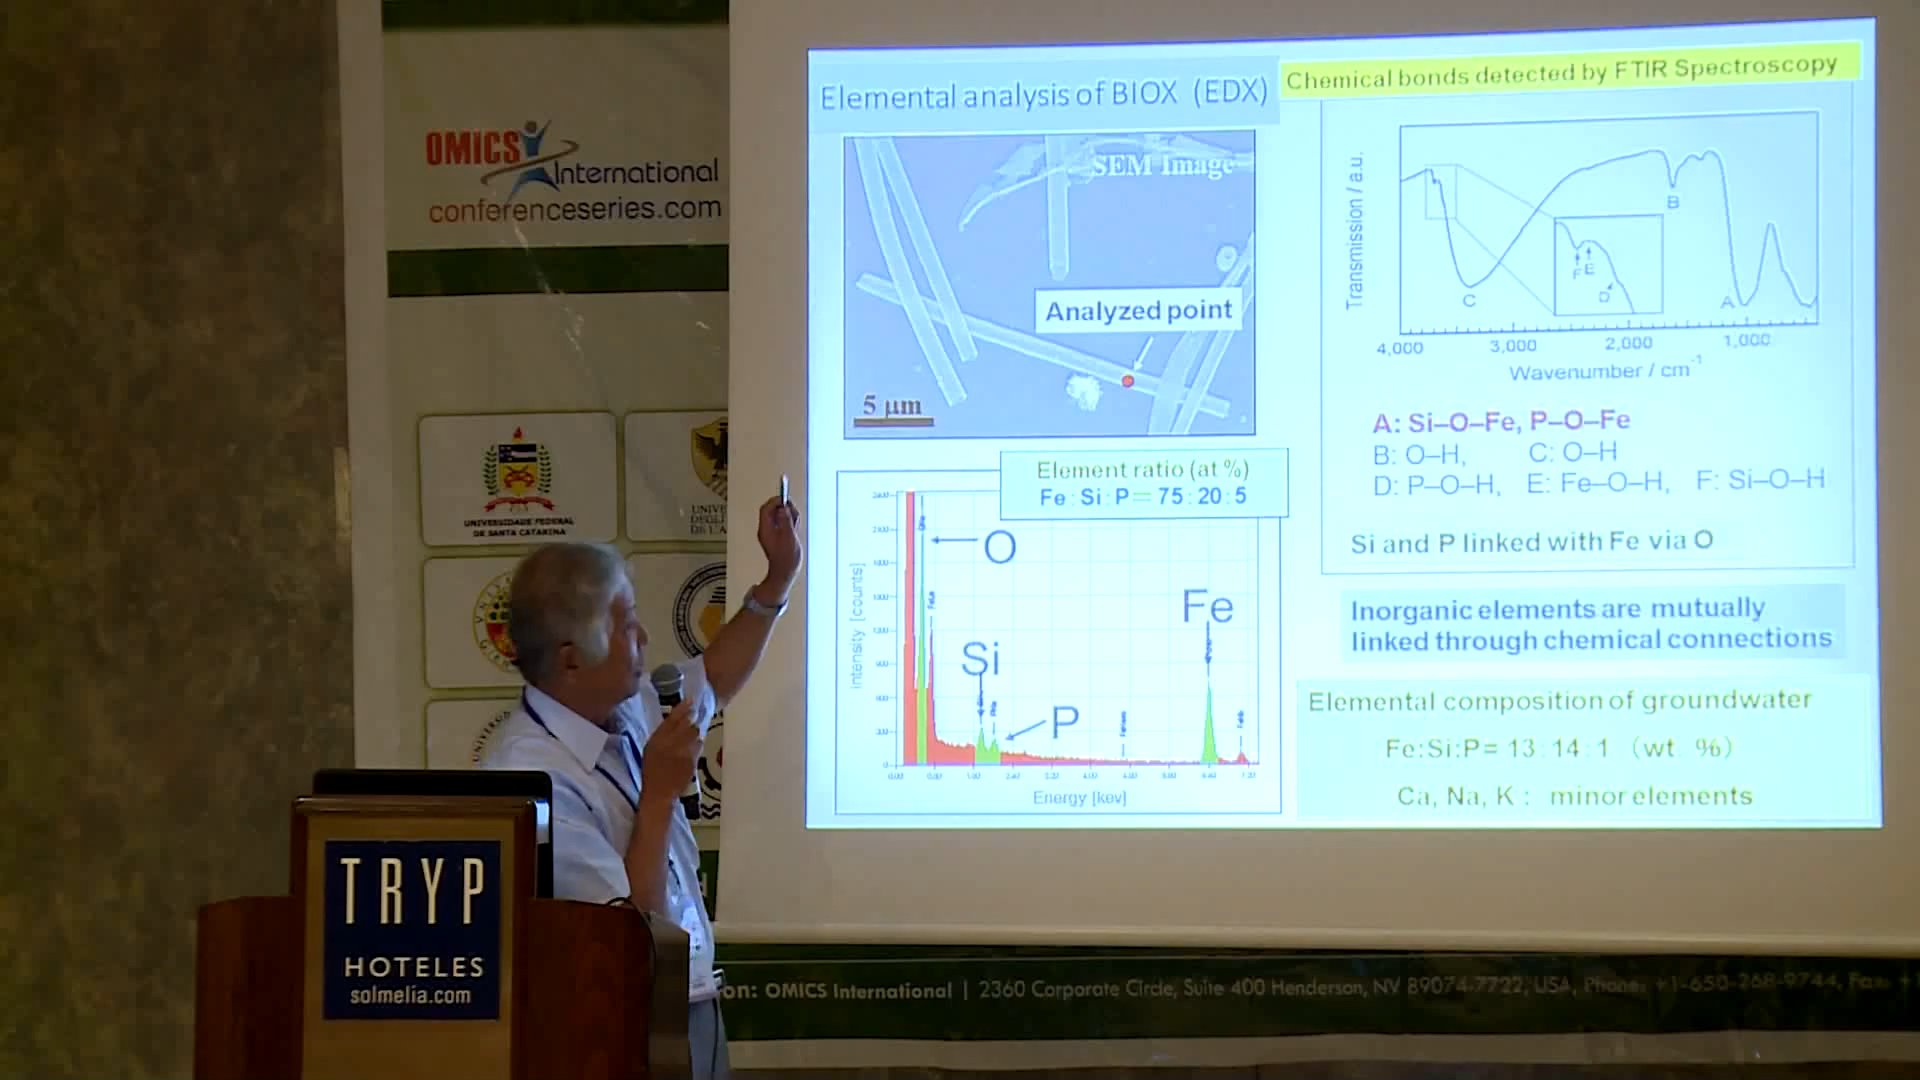 OMICS
International
conferenceseries.com
UNIVERSIDADE FEDERAL
DE SANTA CATARINA
TRYP
HOTELES
solmelia.com
Elemental analysis of BIOX (EDX)
SEM Image
Analyzed point
5 µm
Element ratio (at %)
Fe : Si : P = 75 : 20 : 5
O
Fe
Si
P
Intensity [counts]
Energy [kev]
Chemical bonds detected by FTIR Spectroscopy
Transmission / a.u.
B
F E
D
C
A
4,000 3,000 2,000 1,000
Wavenumber / cm-1
A: Si–O–Fe, P–O–Fe
B: O–H, C: O–H
D: P–O–H, E: Fe–O–H, F: Si–O–H
Si and P linked with Fe via O
Inorganic elements are mutually
linked through chemical connections
Elemental composition of groundwater
Fe:Si:P= 13:14:1 (wt. %)
Ca, Na, K : minor elements
on: OMICS International | 2360 Corporate Circle, Suite 400 Henderson, NV 89074-7722, USA, Phone: +1-650-268-9744, Fax: